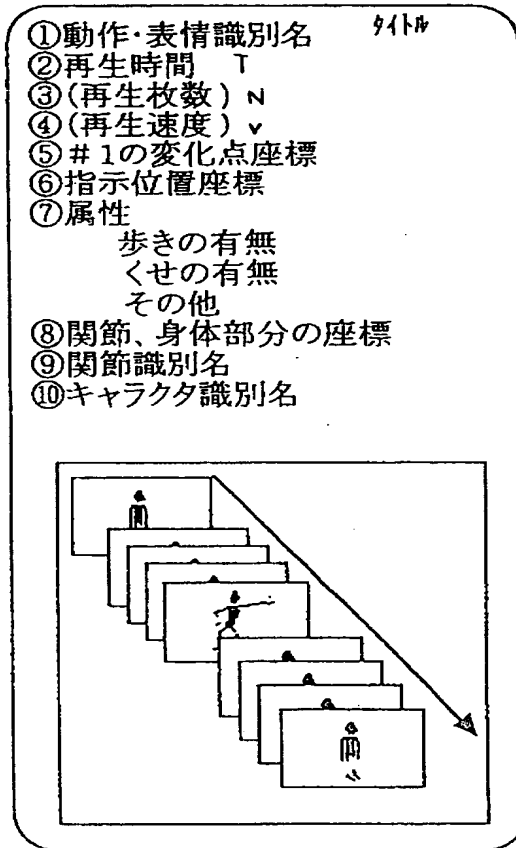 ①動作・表情識別名 タイトル
②再生時間 T
③(再生枚数) N
④(再生速度) v
⑤#1の変化点座標
⑥指示位置座標
⑦属性
歩きの有無
くせの有無
その他
⑧関節、身体部分の座標
⑨関節識別名
⑩キャラクタ識別名